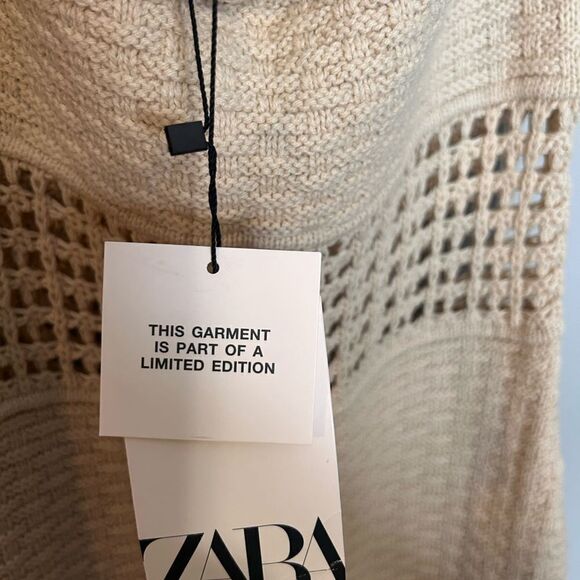 THIS GARMENT
IS PART OF A
LIMITED EDITION
ZARA